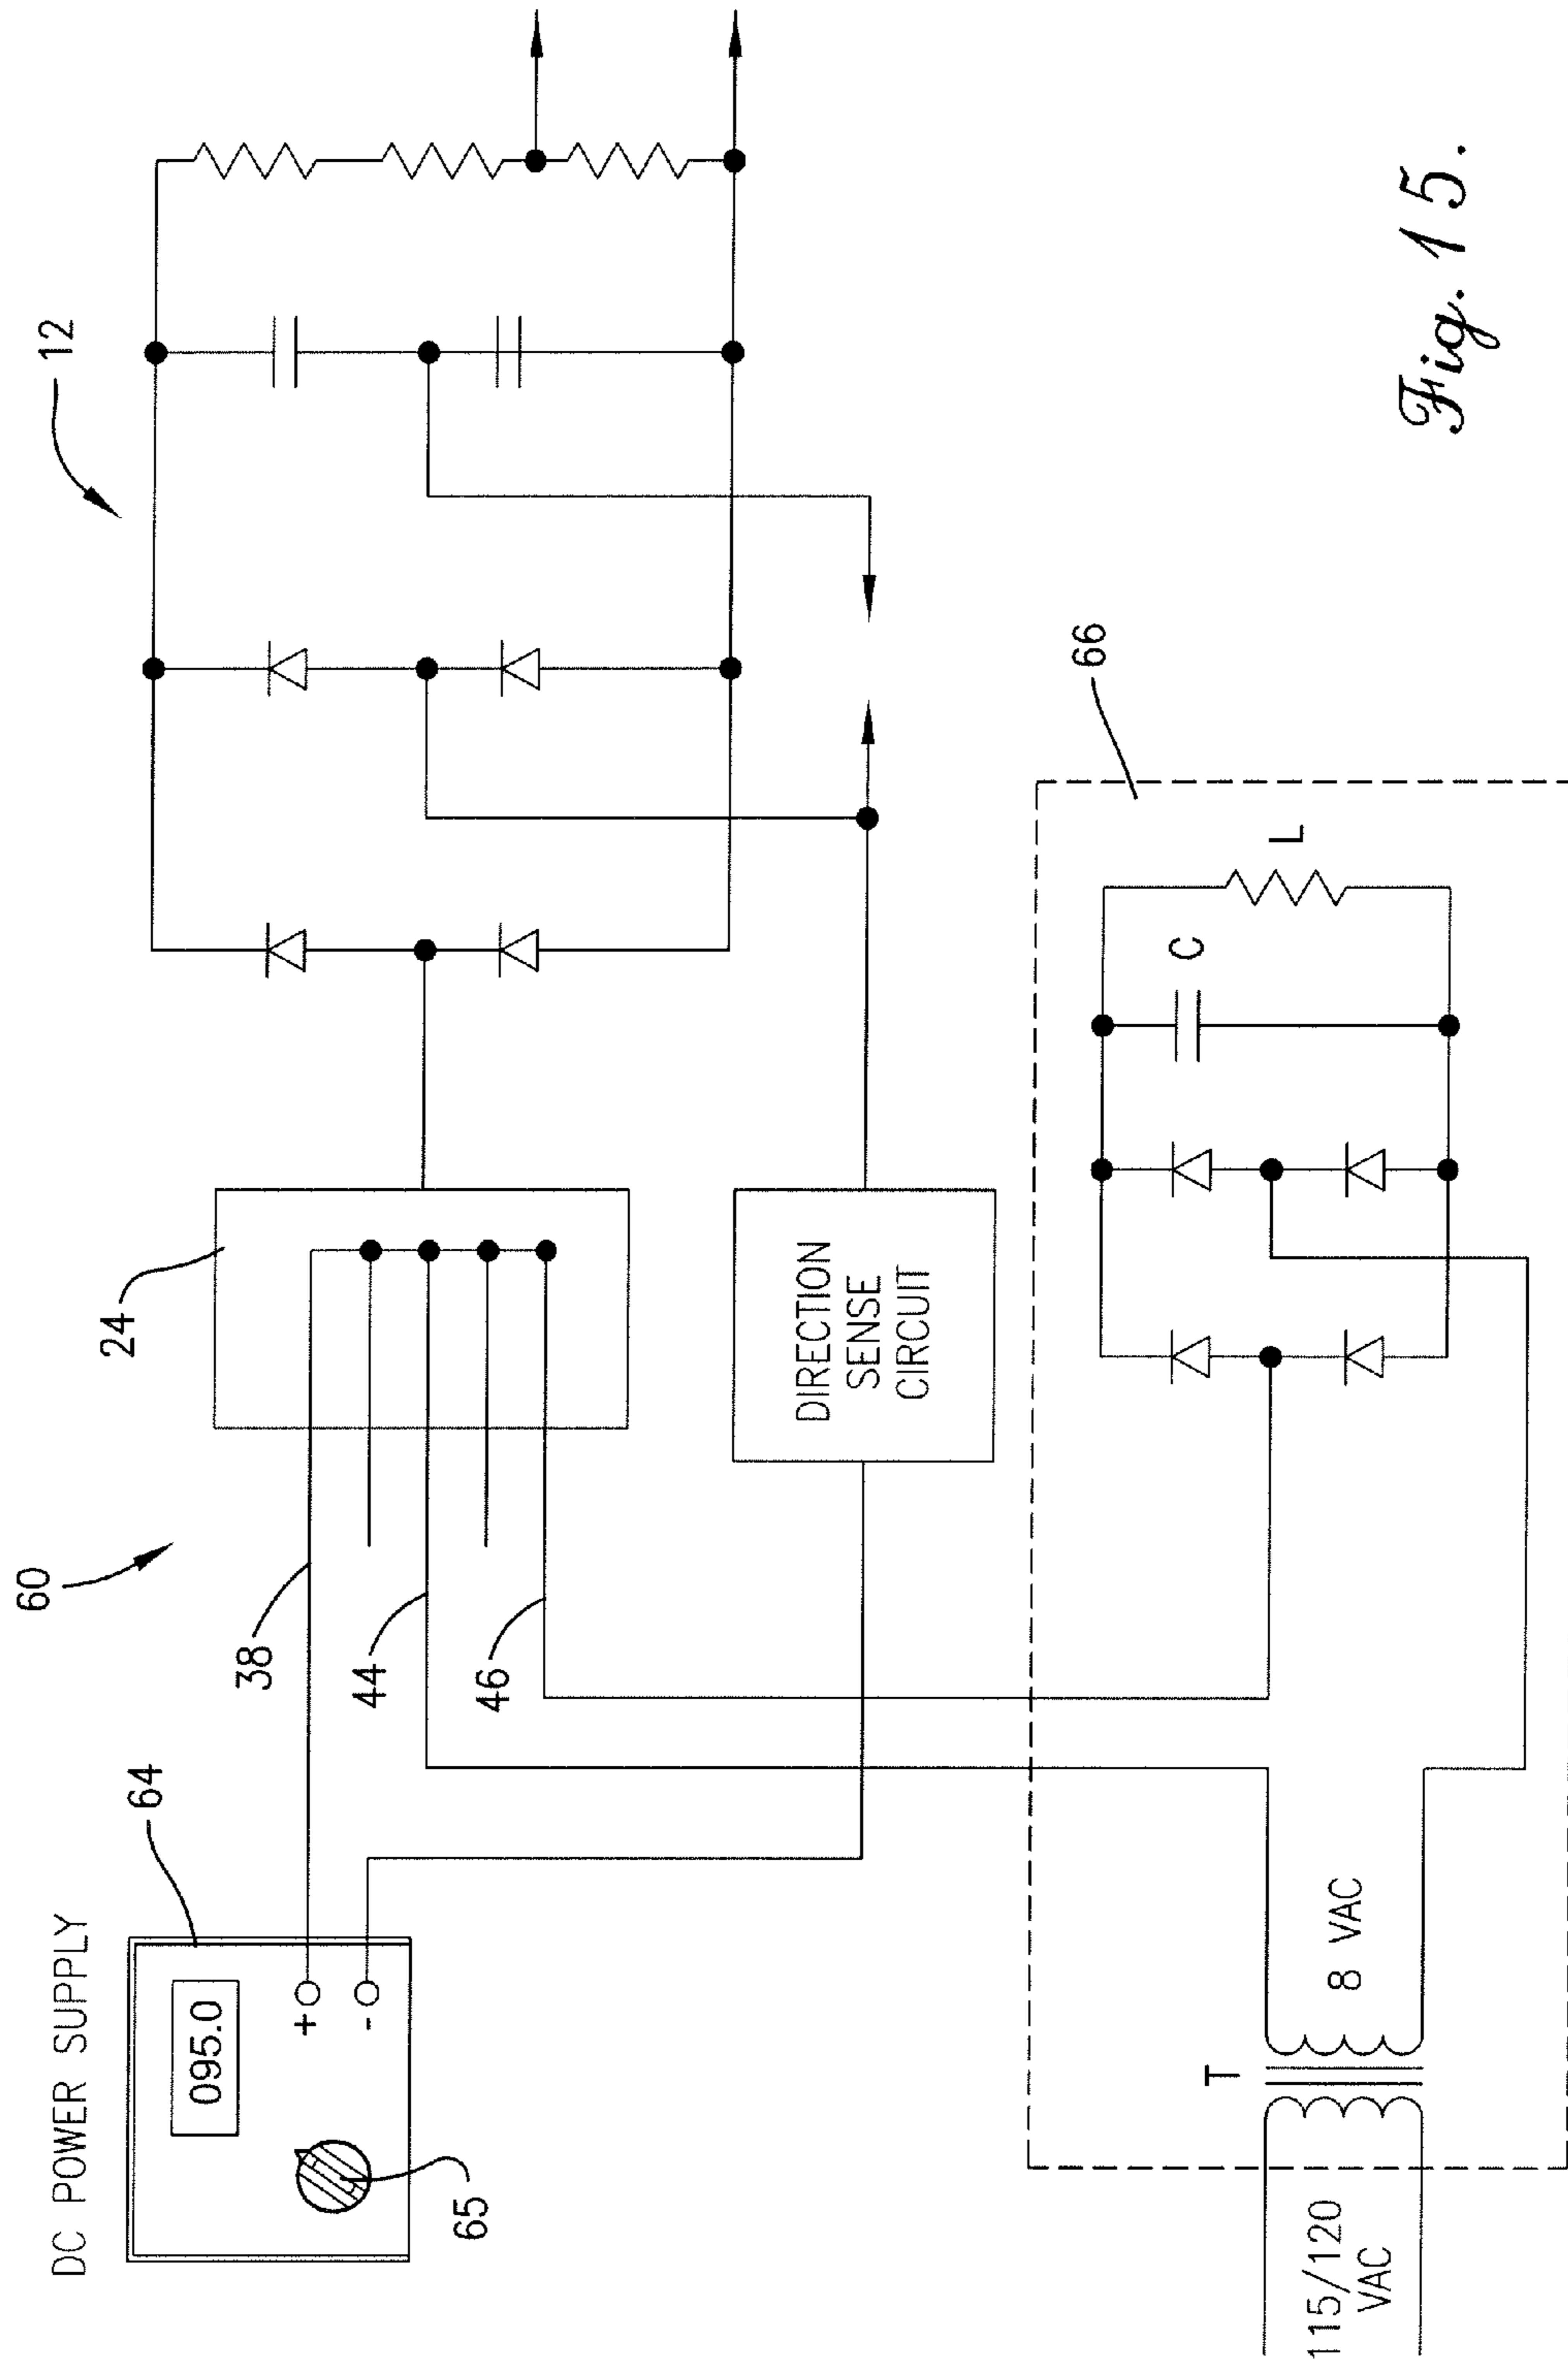 DC POWER SUPPLY
64
095.0
+
-
65
60
38
44
46
24
12
DIRECTION
SENSE
CIRCUIT
66
115/120
VAC
T
8 VAC
C
L
Fig. 15.